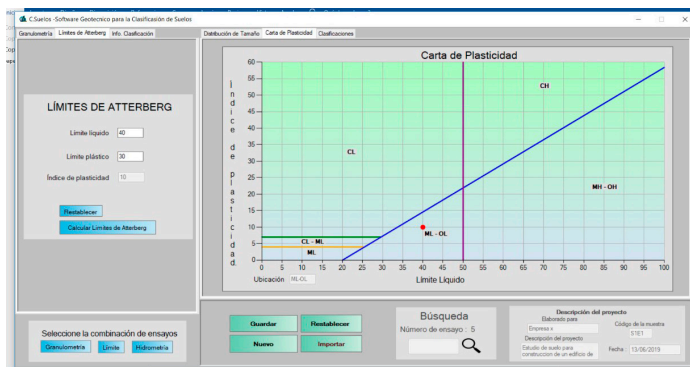 C.Suelos -Software Geotecnico para la Clasificación de Suelos
Granulometría Límites de Atterberg Info. Clasificación
Distribución de Tamaño Carta de Plasticidad Clasificaciones
LÍMITES DE ATTERBERG
Límite líquido 40
Límite plástico 30
Índice de plasticidad 10
Restablecer
Calcular Límites de Atterberg
Seleccione la combinación de ensayos
Granulometría Límite Hidrometría
Carta de Plasticidad
Índice de plasticidad
60
55
50
45
40
35
30
25
20
15
10
5
0
CH
CL
MH - OH
ML - OL
CL - ML
ML
0 5 10 15 20 25 30 35 40 45 50 55 60 65 70 75 80 85 90 95 100
Ubicación ML-OL
Límite Líquido
Guardar Restablecer
Nuevo Importar
Búsqueda
Número de ensayo : 5
Descripción del proyecto
Elaborado para
Empresa x
Código de la muestra
S1E1
Descripción del proyecto
Estudio de suelo para
construccion de un edificio de
Fecha : 13/06/2019